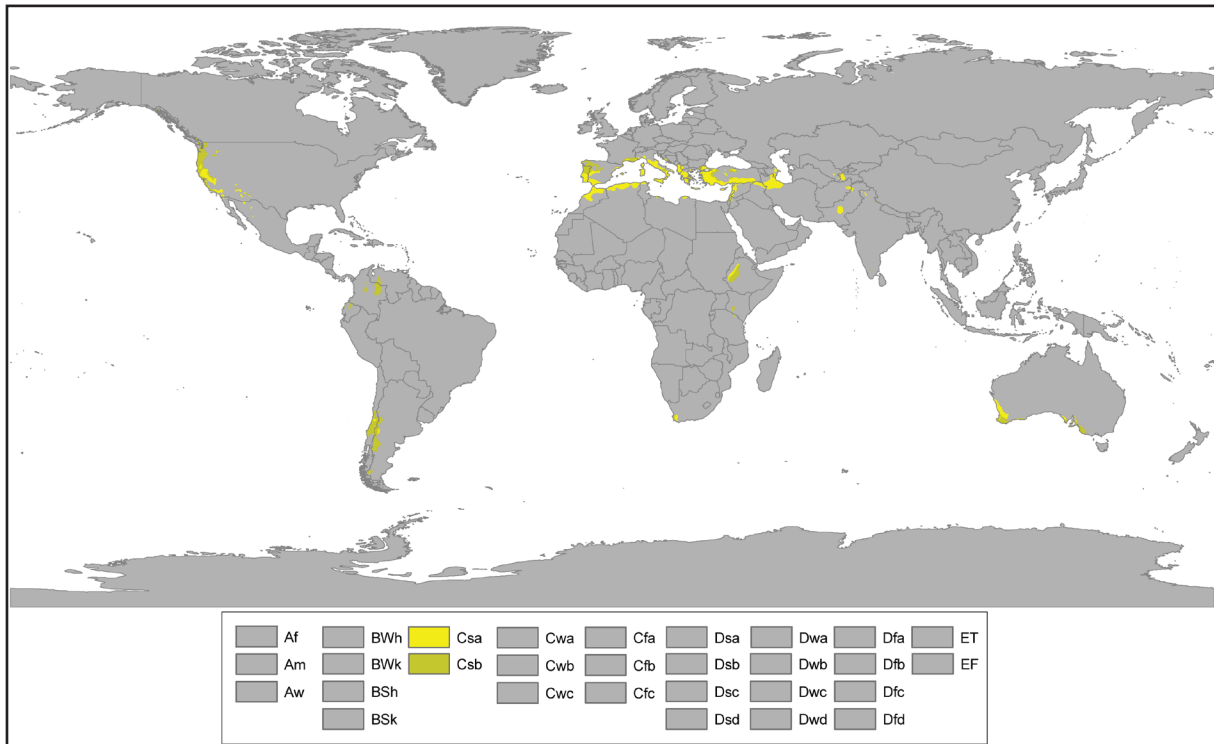 Af BWh Csa Cwa Cfa Dsa Dwa Dfa ET
Am BWk Csb Cwb Cfb Dsb Dwb Dfb EF
Aw BSh Cwc Cfc Dsc Dwc Dfc
BSk Dsd Dwd Dfd